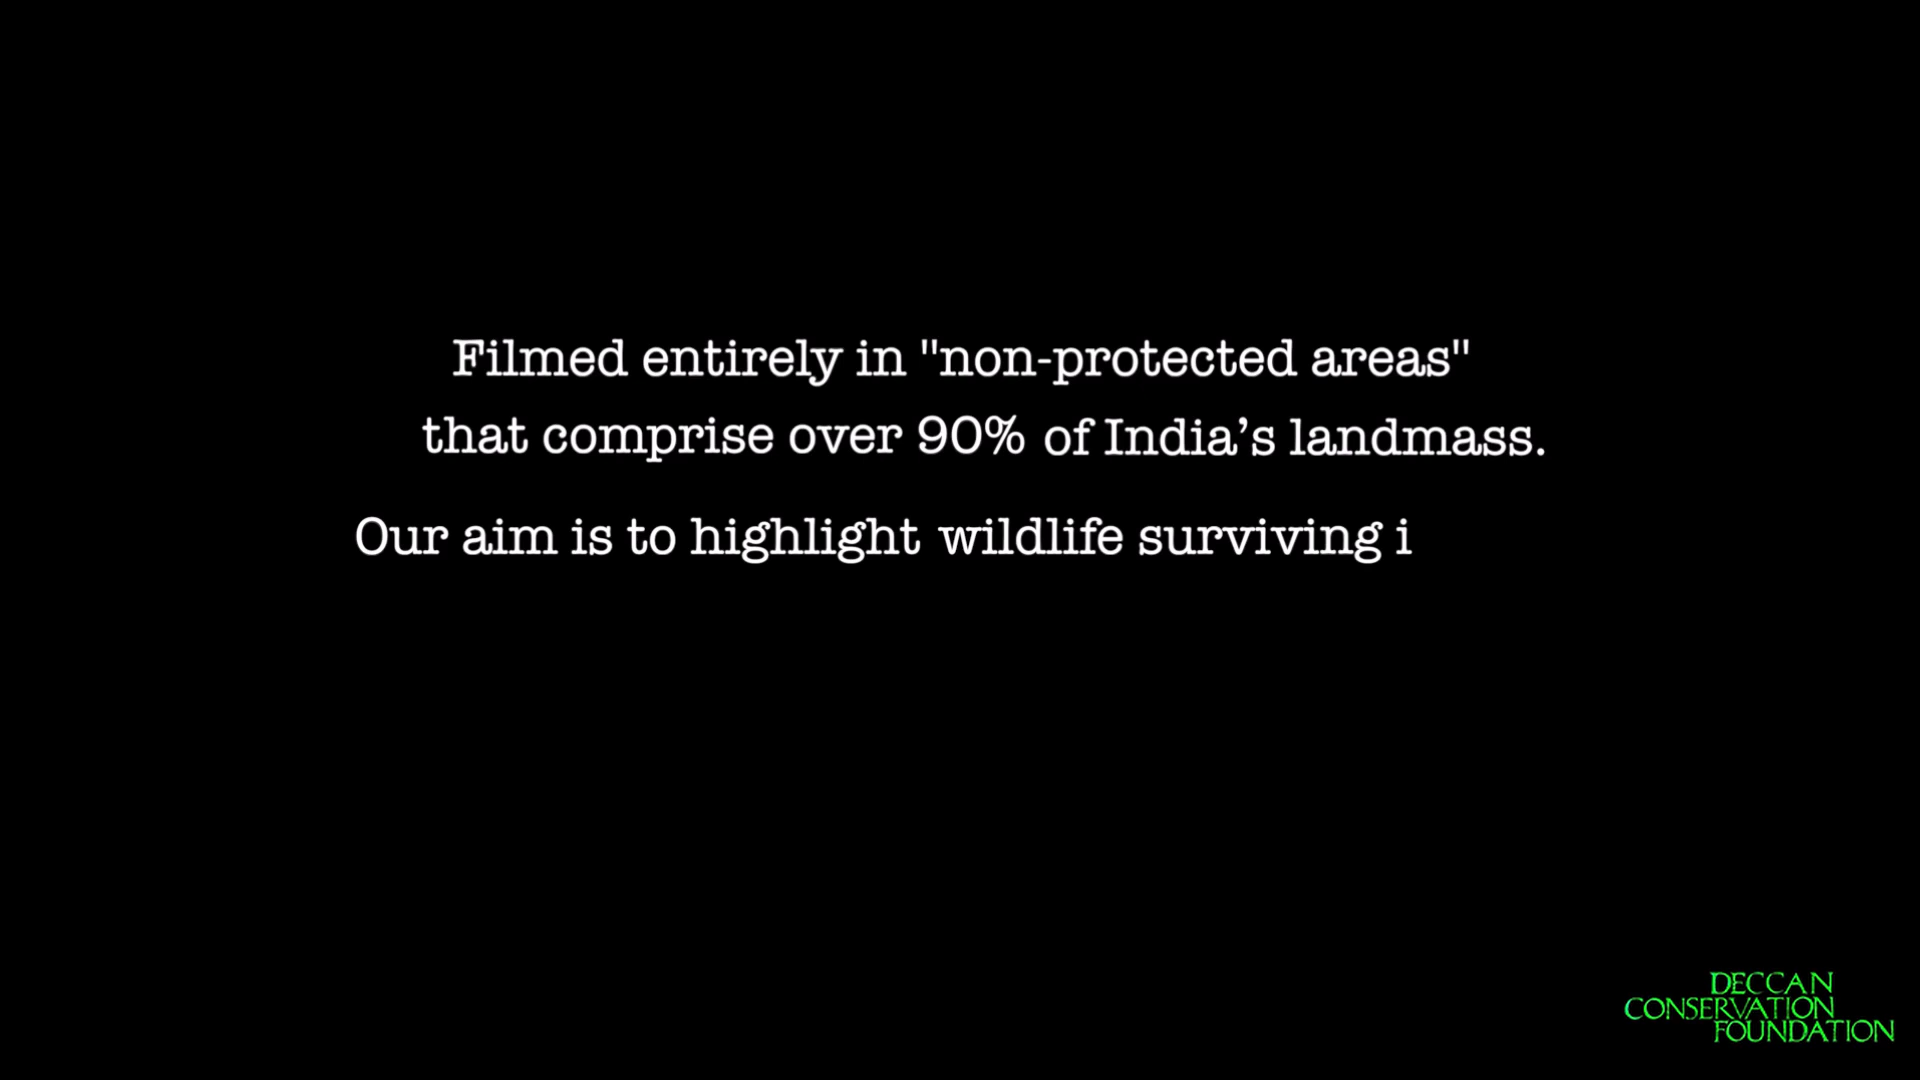 Filmed entirely in "non-protected areas"
that comprise over 90% of India’s landmass.
Our aim is to highlight wildlife surviving i
DECCAN
CONSERVATION
FOUNDATION